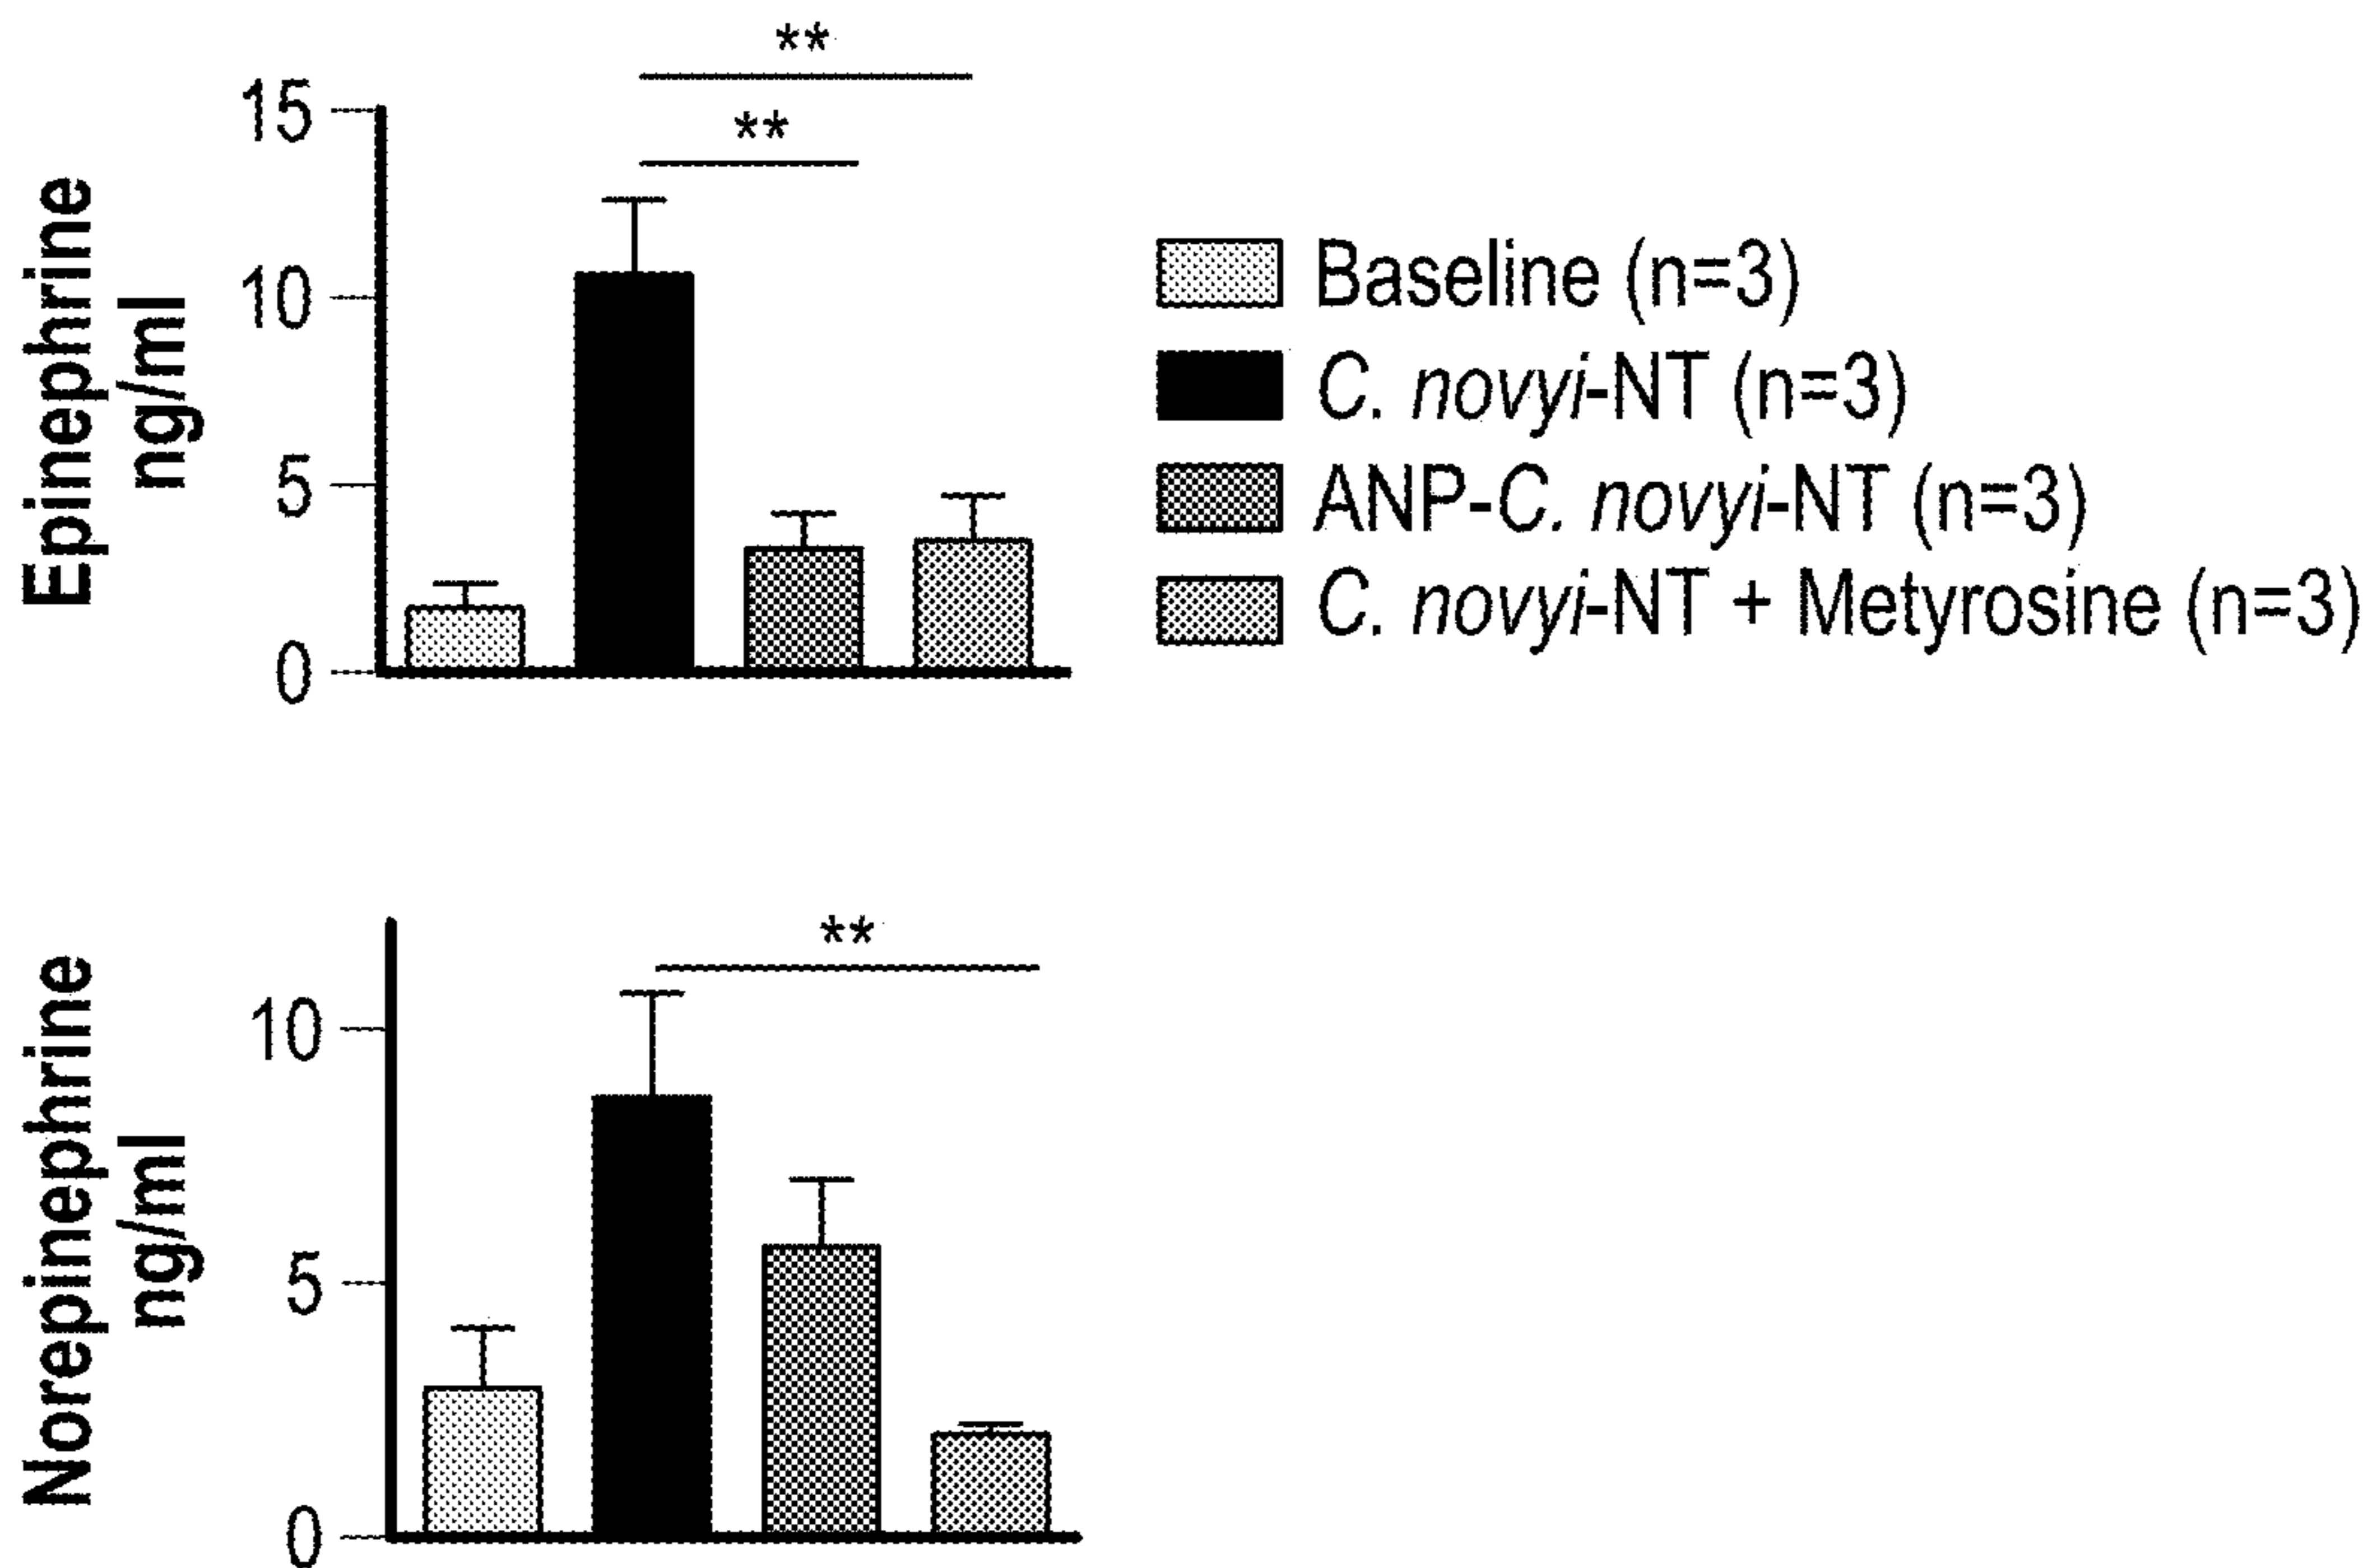 **
**
15
10
5
0
Epinephrine
ng/ml
Baseline (n=3)
C. novyi-NT (n=3)
ANP-C. novyi-NT (n=3)
C. novyi-NT + Metyrosine (n=3)
**
10
5
0
Norepinephrine
ng/ml